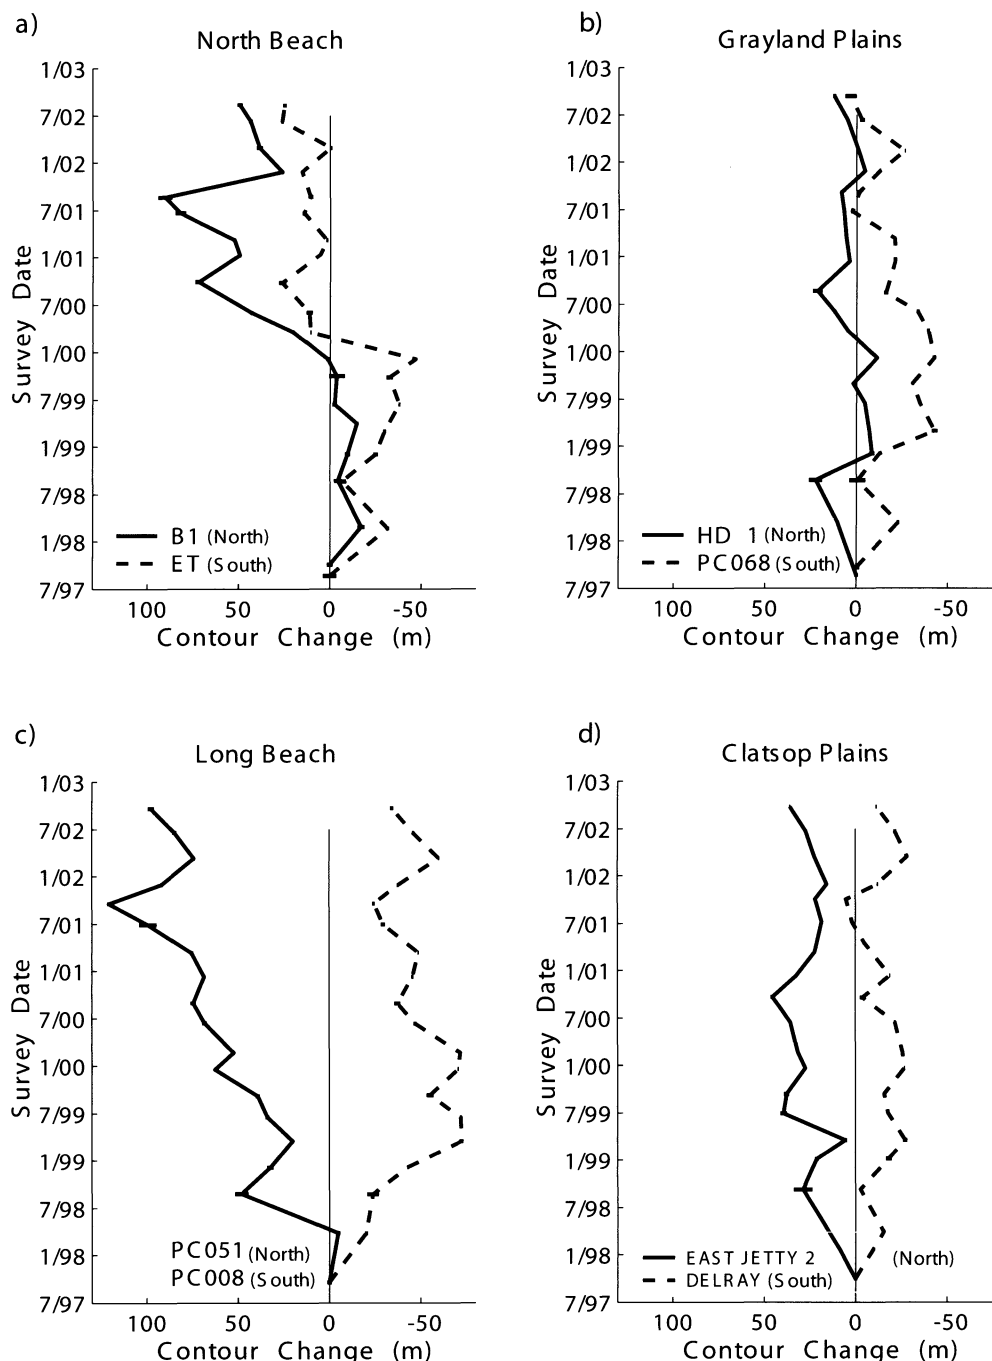 a)
North Beach
1/03
7/02
1/02
7/01
1/01
7/00
1/00
7/99
1/99
7/98
1/98
7/97
Survey Date
B1 (North)
ET (South)
100 50 0 -50
Contour Change (m)
b)
Grayland Plains
1/03
7/02
1/02
7/01
1/01
7/00
1/00
7/99
1/99
7/98
1/98
7/97
Survey Date
HD 1 (North)
PC068 (South)
100 50 0 -50
Contour Change (m)
c)
Long Beach
1/03
7/02
1/02
7/01
1/01
7/00
1/00
7/99
1/99
7/98
1/98
7/97
Survey Date
PC051 (North)
PC008 (South)
100 50 0 -50
Contour Change (m)
d)
Clatsop Plains
1/03
7/02
1/02
7/01
1/01
7/00
1/00
7/99
1/99
7/98
1/98
7/97
Survey Date
EAST JETTY 2 (North)
DELRAY (South)
100 50 0 -50
Contour Change (m)